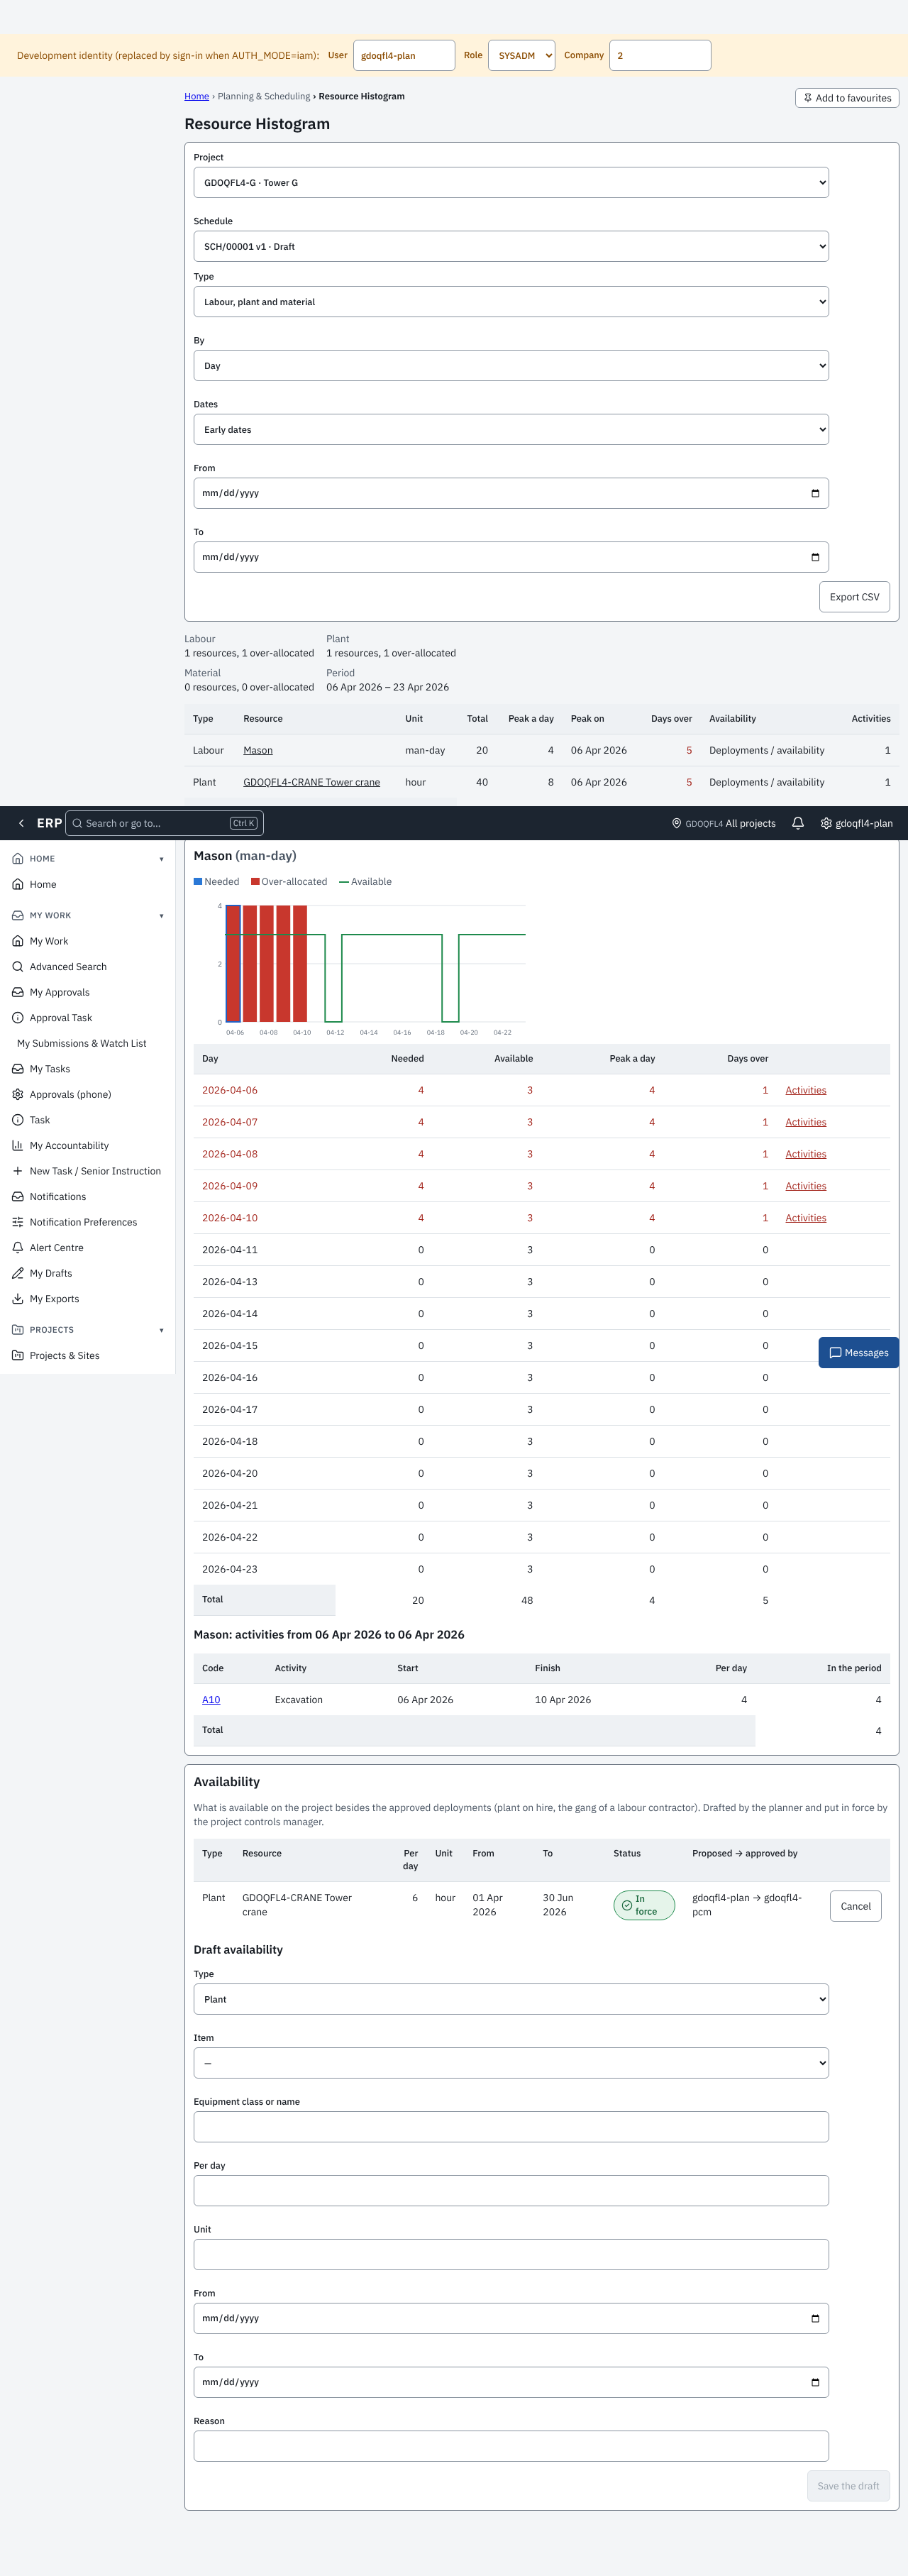 Development identity (replaced by sign-in when AUTH_MODE=iam): User gdoqfl4-plan Role SYSADM Company 2
Home › Planning & Scheduling › Resource Histogram
Add to favourites
Resource Histogram
Project
GDOQFL4-G · Tower G
Schedule
SCH/00001 v1 · Draft
Type
Labour, plant and material
By
Day
Dates
Early dates
From
mm/dd/yyyy
To
mm/dd/yyyy
Export CSV
Labour
1 resources, 1 over-allocated
Plant
1 resources, 1 over-allocated
Material
0 resources, 0 over-allocated
Period
06 Apr 2026 – 23 Apr 2026
Type Resource Unit Total Peak a day Peak on Days over Availability Activities
Labour Mason man-day 20 4 06 Apr 2026 5 Deployments / availability 1
Plant GDOQFL4-CRANE Tower crane hour 40 8 06 Apr 2026 5 Deployments / availability 1
ERP Search or go to... Ctrl K GDOQFL4 All projects gdoqfl4-plan
HOME
Home
MY WORK
My Work
Advanced Search
My Approvals
Approval Task
My Submissions & Watch List
My Tasks
Approvals (phone)
Task
My Accountability
New Task / Senior Instruction
Notifications
Notification Preferences
Alert Centre
My Drafts
My Exports
PROJECTS
Projects & Sites
Mason (man-day)
Needed Over-allocated Available
4
2
0
04-06 04-08 04-10 04-12 04-14 04-16 04-18 04-20 04-22
Day Needed Available Peak a day Days over
2026-04-06 4 3 4 1 Activities
2026-04-07 4 3 4 1 Activities
2026-04-08 4 3 4 1 Activities
2026-04-09 4 3 4 1 Activities
2026-04-10 4 3 4 1 Activities
2026-04-11 0 3 0 0
2026-04-13 0 3 0 0
2026-04-14 0 3 0 0
2026-04-15 0 3 0 0
Messages
2026-04-16 0 3 0 0
2026-04-17 0 3 0 0
2026-04-18 0 3 0 0
2026-04-20 0 3 0 0
2026-04-21 0 3 0 0
2026-04-22 0 3 0 0
2026-04-23 0 3 0 0
Total 20 48 4 5
Mason: activities from 06 Apr 2026 to 06 Apr 2026
Code Activity Start Finish Per day In the period
A10 Excavation 06 Apr 2026 10 Apr 2026 4 4
Total 4
Availability
What is available on the project besides the approved deployments (plant on hire, the gang of a labour contractor). Drafted by the planner and put in force by
the project controls manager.
Type Resource Per day Unit From To Status Proposed → approved by
Plant GDOQFL4-CRANE Tower crane 6 hour 01 Apr 2026 30 Jun 2026 In force gdoqfl4-plan → gdoqfl4-pcm Cancel
Draft availability
Type
Plant
Item
—
Equipment class or name
Per day
Unit
From
mm/dd/yyyy
To
mm/dd/yyyy
Reason
Save the draft